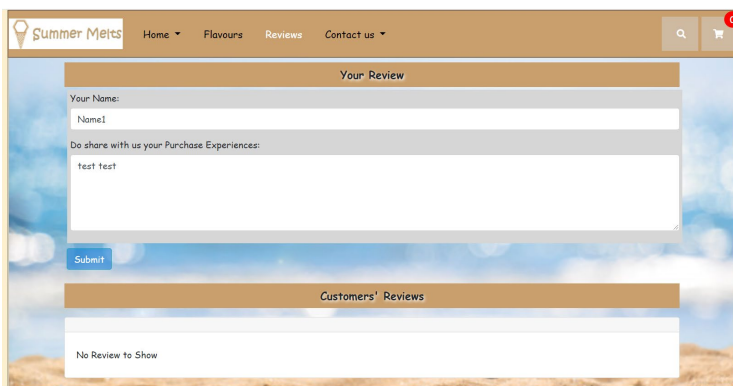 Summer Melts Home Flavours Reviews Contact us
Your Review
Your Name:
Name1
Do share with us your Purchase Experiences:
test test
Submit
Customers' Reviews
No Review to Show